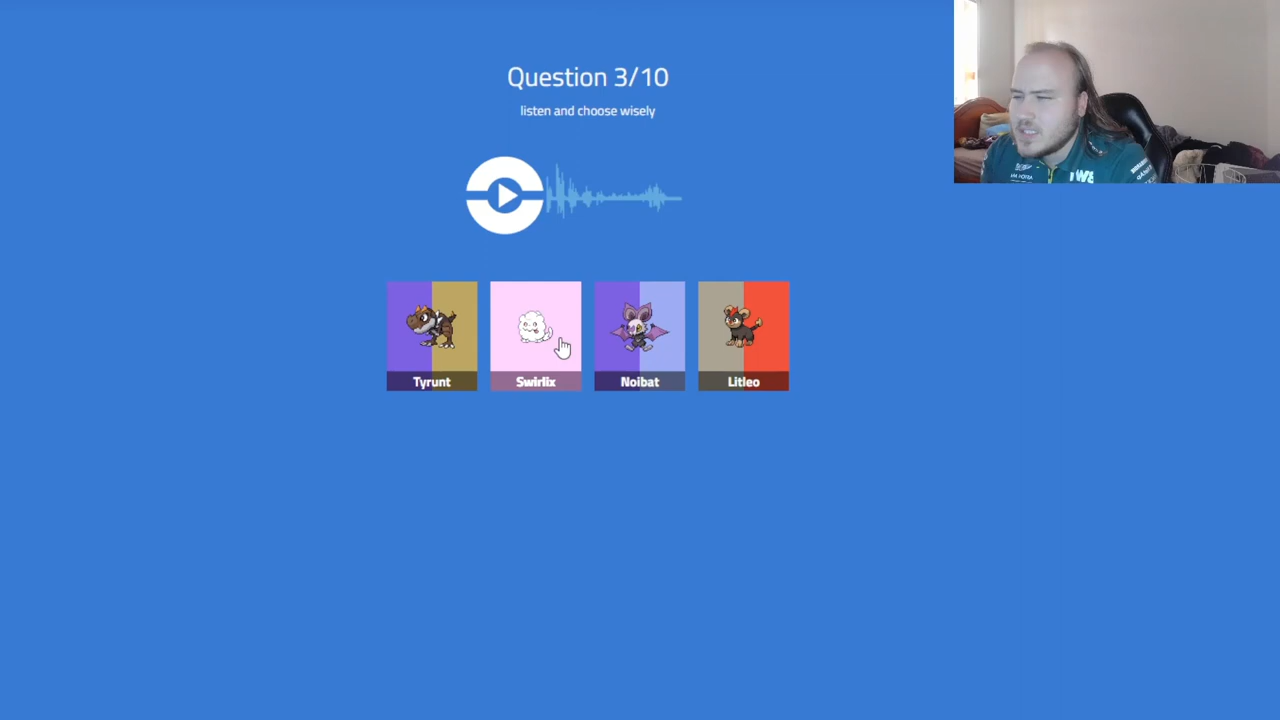 Question 3/10
listen and choose wisely
Tyrunt
Swirlix
Noibat
Litleo